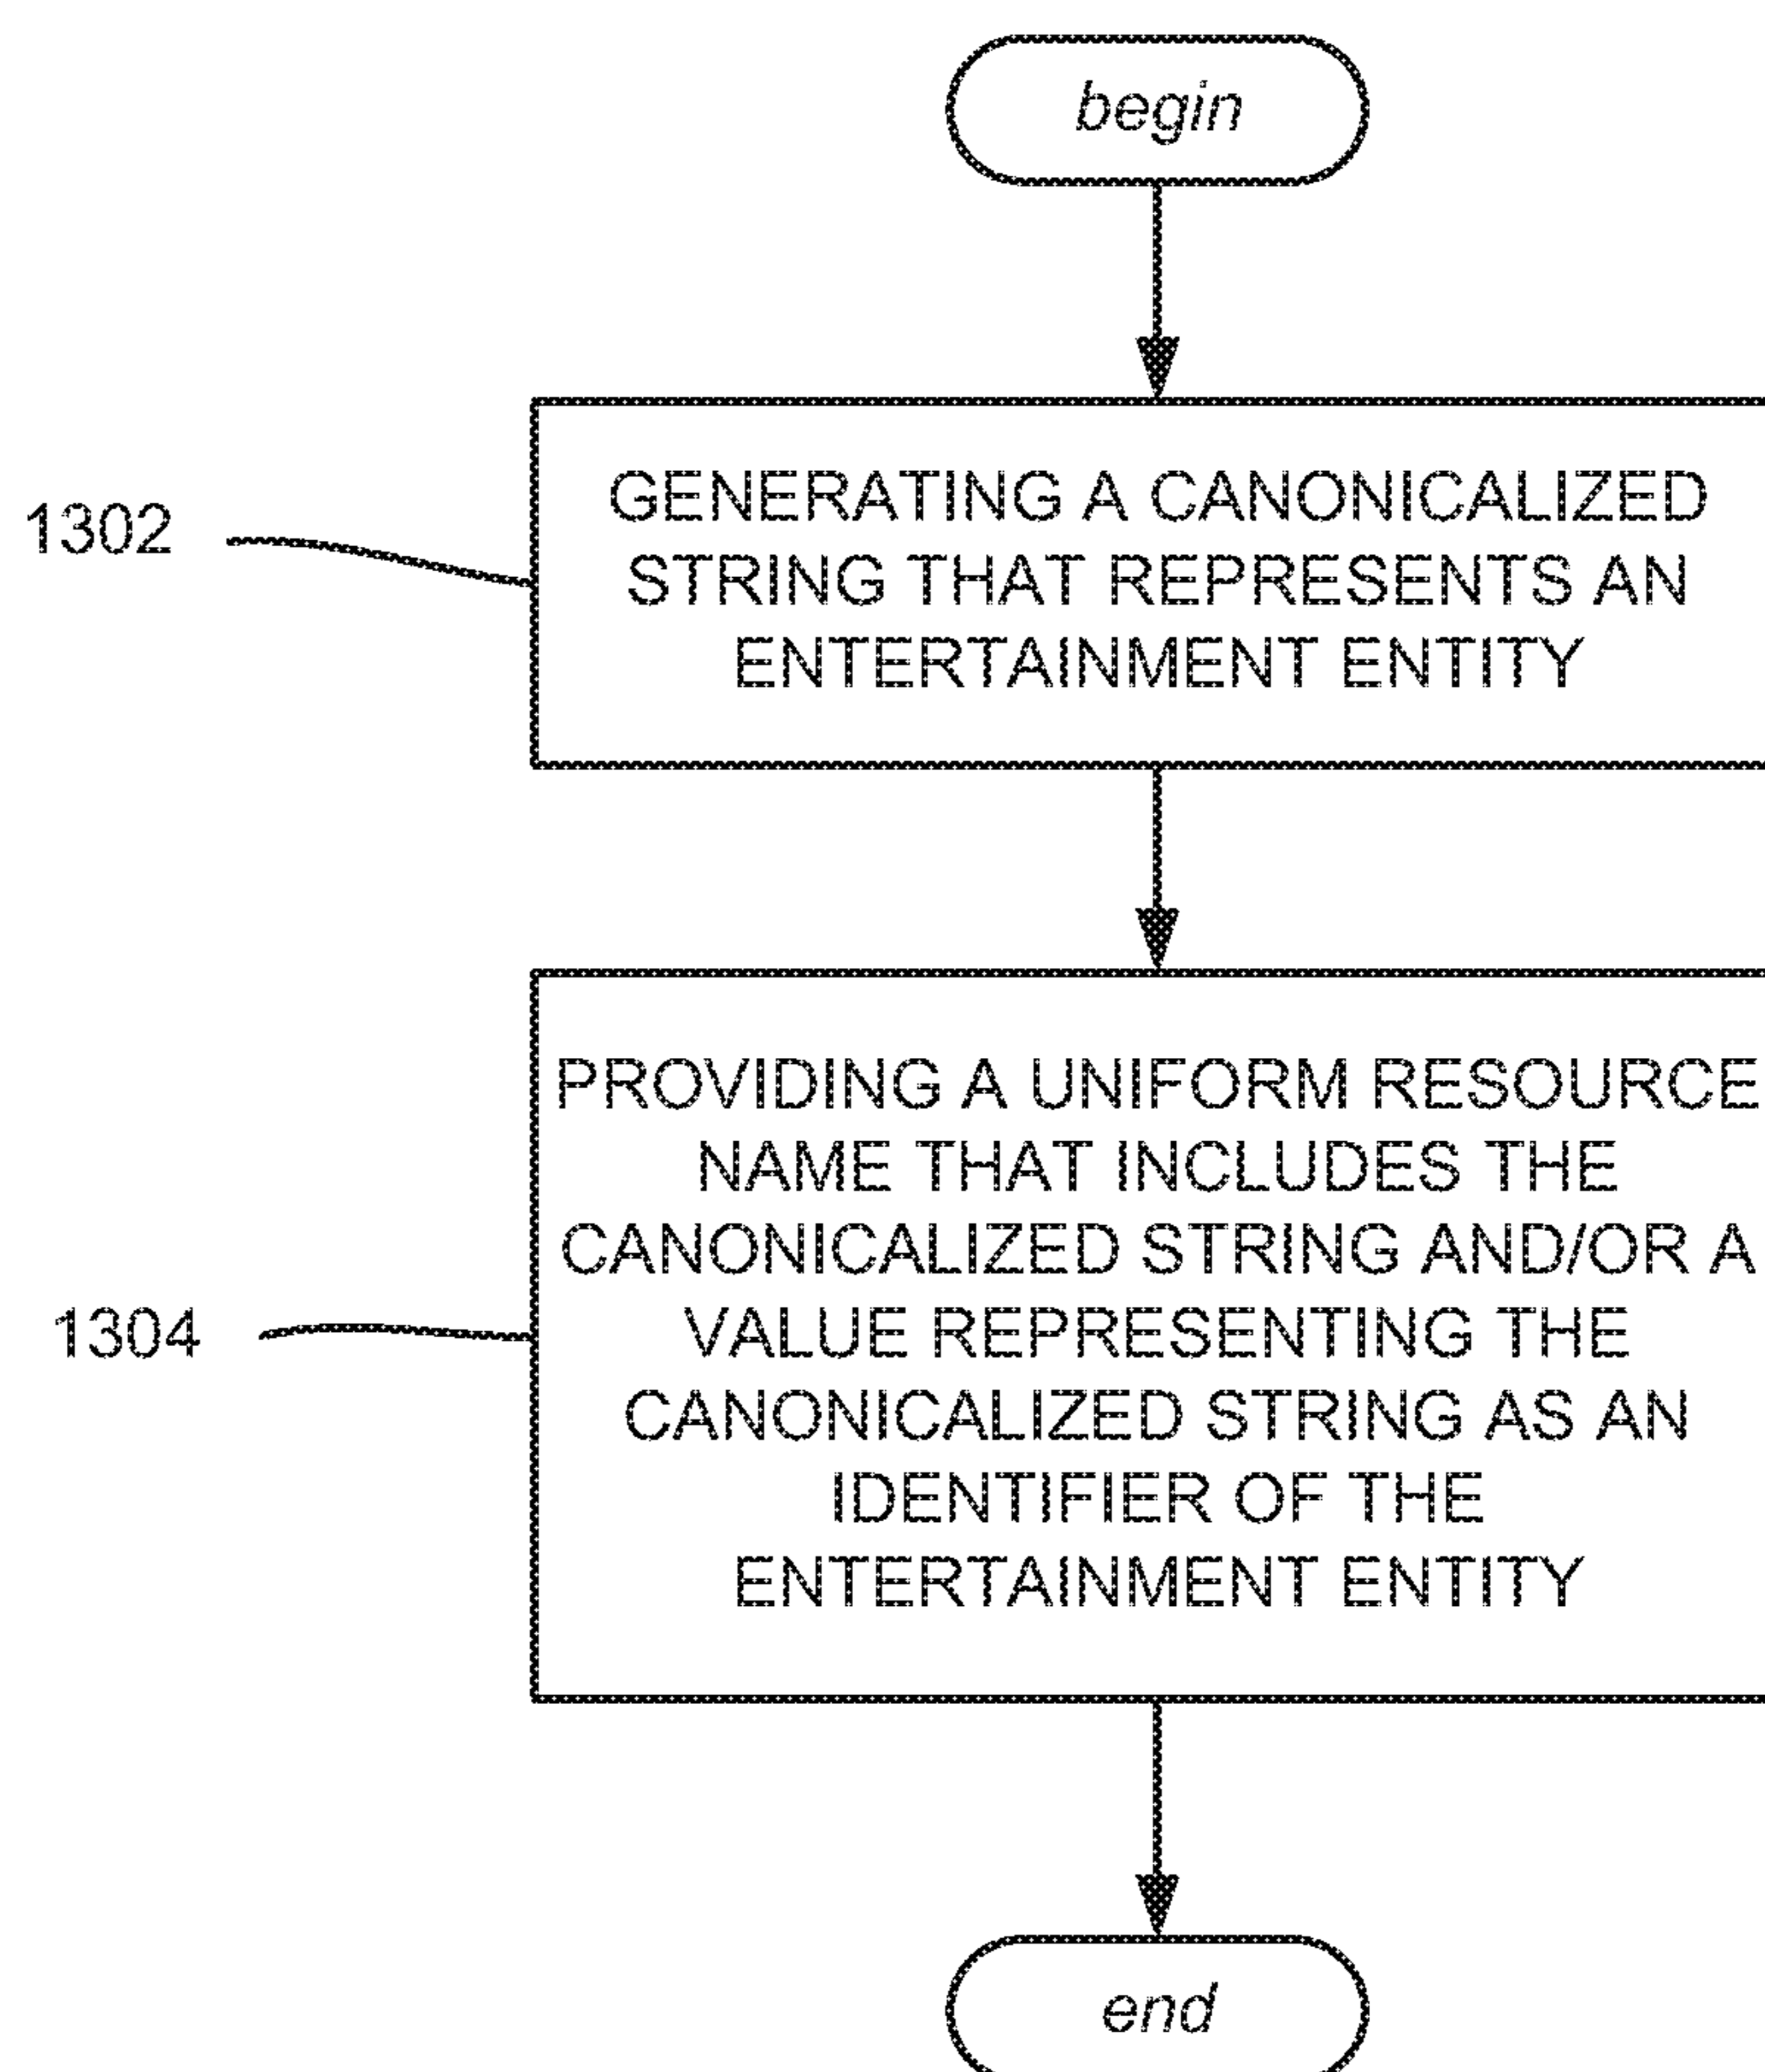 begin
1302
GENERATING A CANONICALIZED
STRING THAT REPRESENTS AN
ENTERTAINMENT ENTITY
1304
PROVIDING A UNIFORM RESOURCE
NAME THAT INCLUDES THE
CANONICALIZED STRING AND/OR A
VALUE REPRESENTING THE
CANONICALIZED STRING AS AN
IDENTIFIER OF THE
ENTERTAINMENT ENTITY
end